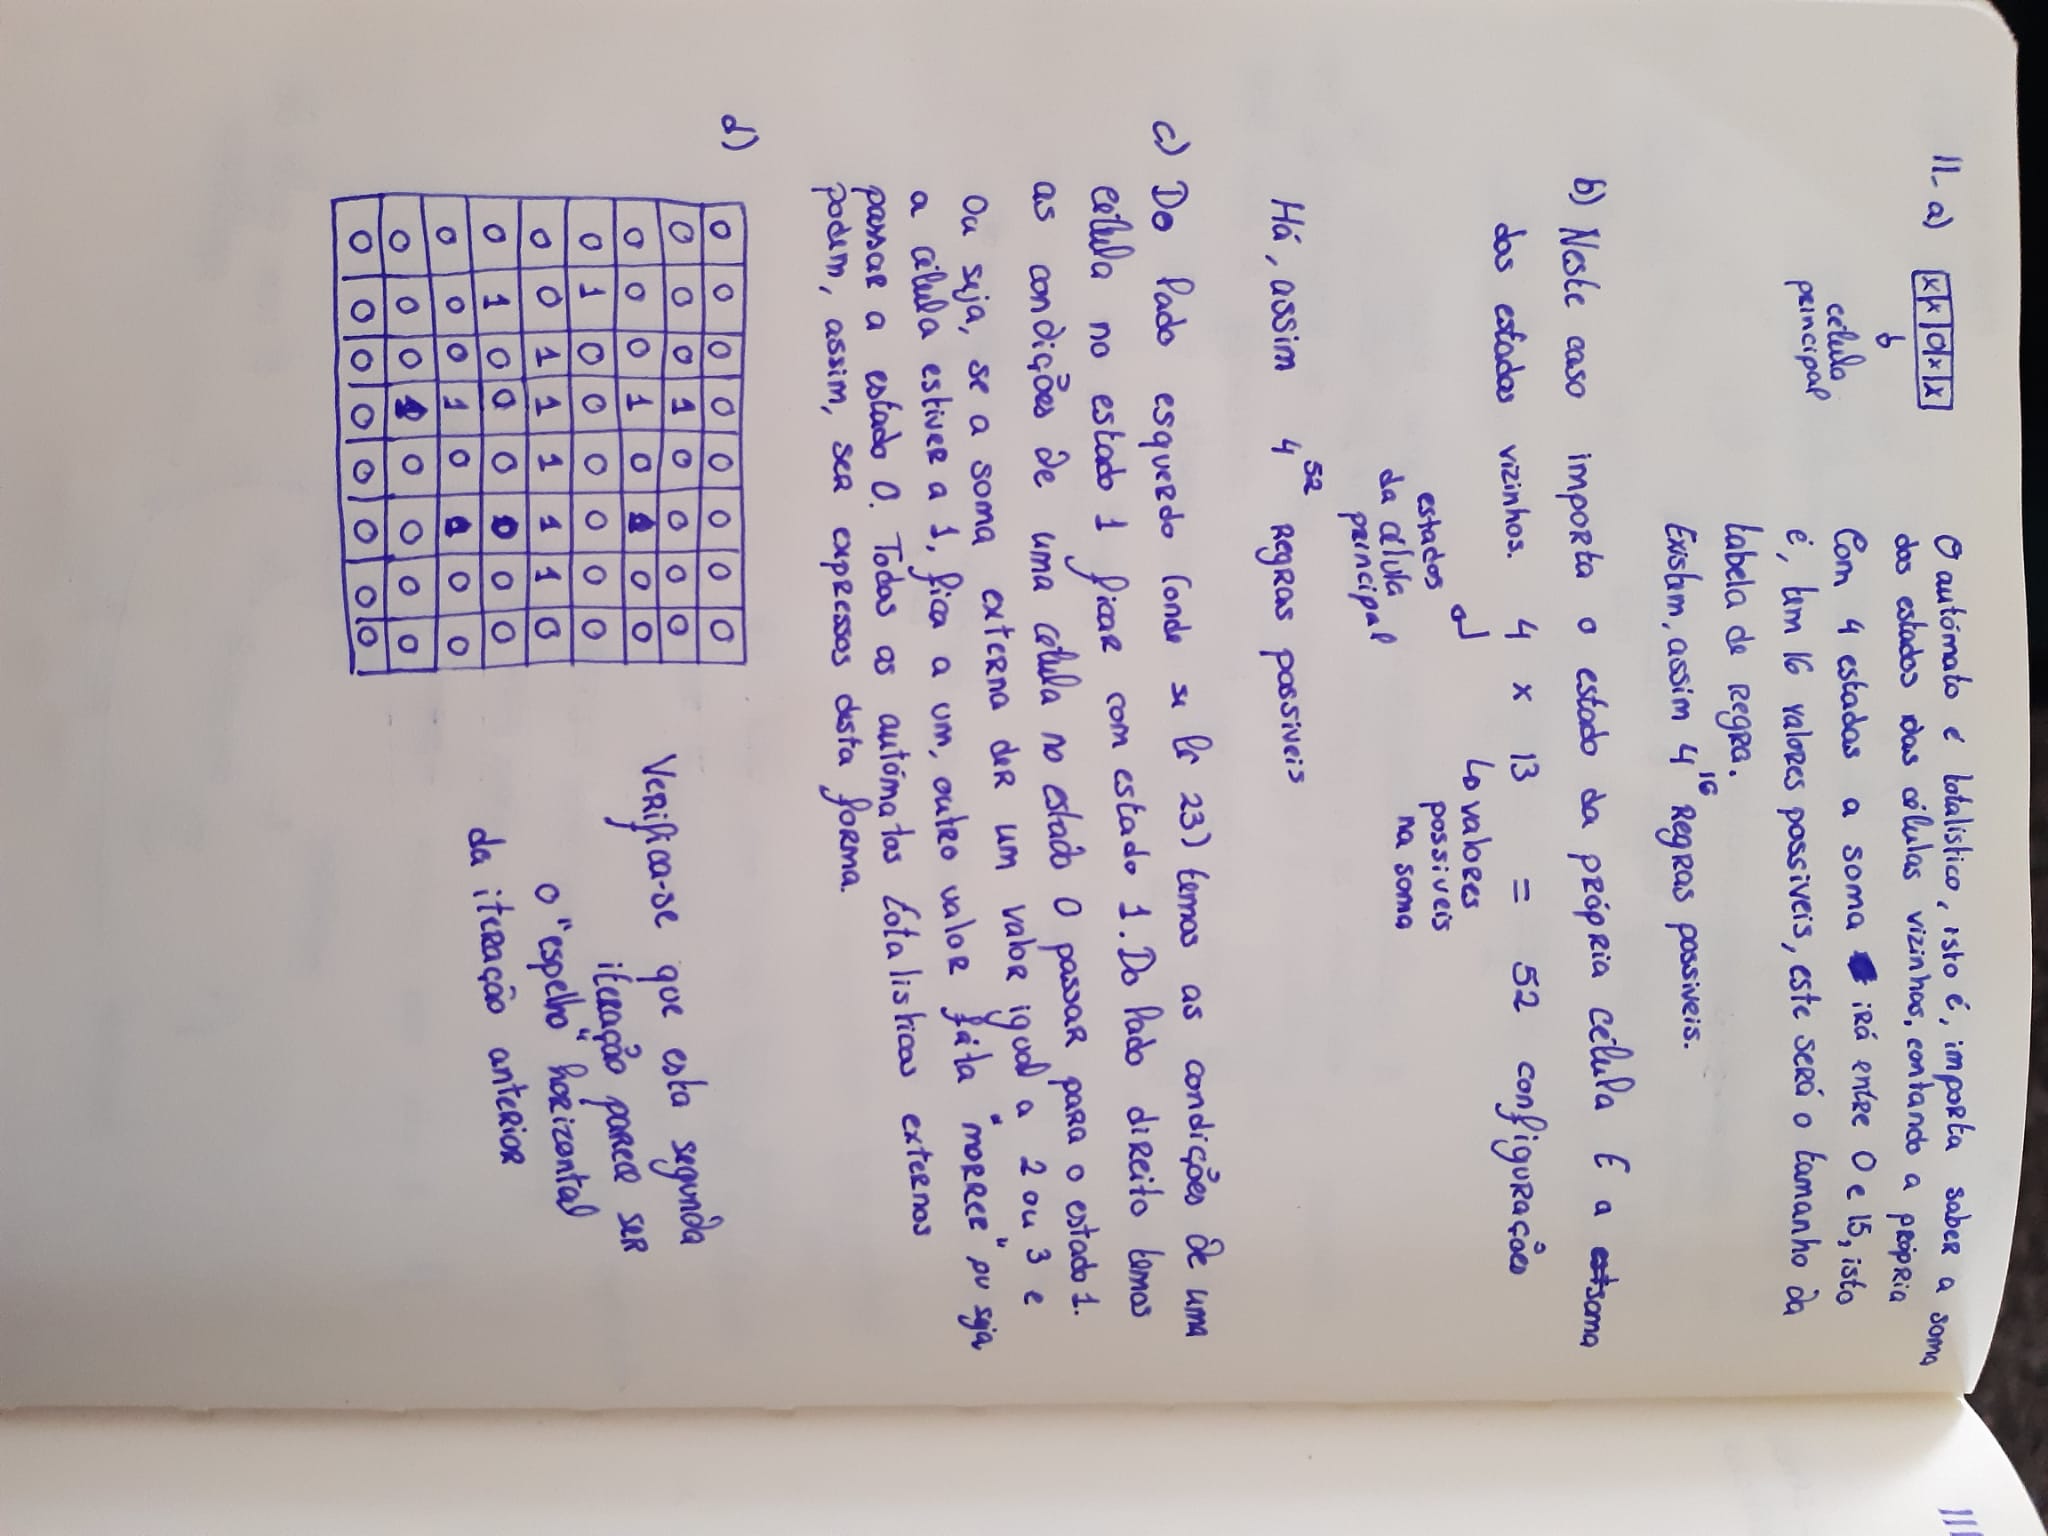 II- a) x x O x x
célula
principal
O autómato é totalistico, isto é, importa saber a soma
dos estados das células vizinhas, contando a própria
Com 4 estados a soma irá entre 0 e 15, isto
é, tem 16 valores possiveis, este será o tamanho da
tabela de regra.
Existem, assim 4^16 Regras possiveis.
b) Neste caso importa o estado da própria célula E a soma
dos estados vizinhos. 4 x 13 = 52 configurações
estados
da célula
principal
valores
possiveis
na soma
Há, assim 4^52 Regras possiveis
c) Do lado esquerdo (onde se lê 23) temos as condições de uma
célula no estado 1 ficar com estado 1. Do lado direito temos
as condições de uma célula no estado 0 passar para o estado 1.
Ou seja, se a soma externa der um valor igual a 2 ou 3 e
a célula estiver a 1, fica a um, outro valor fá-la "morrer" ou seja
passar a estado 0. Todos os autómatos totalisticos externos
podem, assim, ser expressos desta forma.
d)
0 0 0 0 0 0 0 0
0 0 0 1 0 0 0 0
0 0 0 1 0 1 0 0
0 1 0 0 0 0 0 0
0 0 1 1 1 1 1 0
0 1 0 0 0 0 0 0
0 0 0 1 0 1 0 0
0 0 0 1 0 0 0 0
0 0 0 0 0 0 0 0
Verifica-se que esta segunda
iteração parece ser
o "espelho" horizontal
da iteração anterior
III